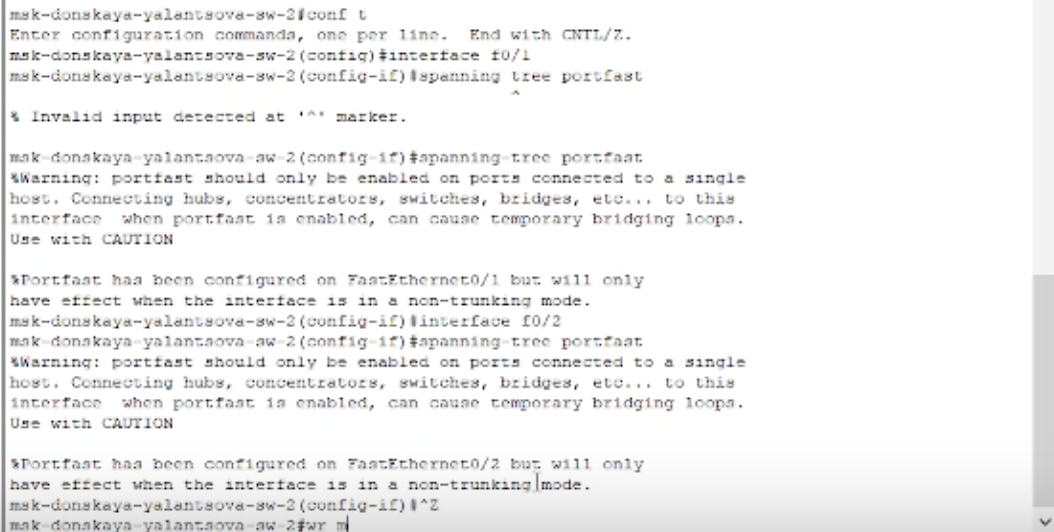 msk-donskaya-yalantsova-sw-2#conf t
Enter configuration commands, one per line. End with CNTL/Z.
msk-donskaya-yalantsova-sw-2(config)#interface f0/1
msk-donskaya-yalantsova-sw-2(config-if)#spanning tree portfast
^
% Invalid input detected at '^' marker.
msk-donskaya-yalantsova-sw-2(config-if)#spanning-tree portfast
%Warning: portfast should only be enabled on ports connected to a single
host. Connecting hubs, concentrators, switches, bridges, etc... to this
interface when portfast is enabled, can cause temporary bridging loops.
Use with CAUTION
%Portfast has been configured on FastEthernet0/1 but will only
have effect when the interface is in a non-trunking mode.
msk-donskaya-yalantsova-sw-2(config-if)#interface f0/2
msk-donskaya-yalantsova-sw-2(config-if)#spanning-tree portfast
%Warning: portfast should only be enabled on ports connected to a single
host. Connecting hubs, concentrators, switches, bridges, etc... to this
interface when portfast is enabled, can cause temporary bridging loops.
Use with CAUTION
%Portfast has been configured on FastEthernet0/2 but will only
have effect when the interface is in a non-trunking mode.
msk-donskaya-yalantsova-sw-2(config-if)#^Z
msk-donskaya-yalantsova-sw-2#wr m